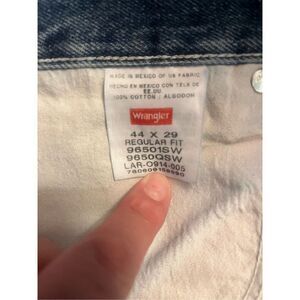 MADE IN MEXICO OF US FABRIC
HECHO EN MEXICO CON TELA DE
EE.UU.
100% COTTON - ALGODON
Wrangler
44 X 29
REGULAR FIT
96501SW
9650QSW
LAR-O914-005